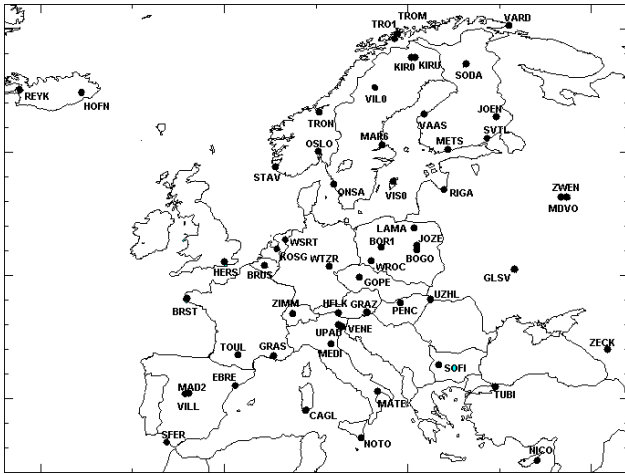 TROM
VARD
TRO1
KIR0 KIRU
SODA
REYK
HOFN
VIL0
JOEN
TRON
VAAS
SVTL
MAR6
METS
OSLO
STAV
ONSA
VIS0
RIGA
ZWEN
MDVO
LAMA
BOR1
JOZE
BOGO
WSRT
KOSG
WTZR
WROC
HERS
BRUS
GOPE
GLSV
BRST
ZIMM
HFLK
GRAZ
PENC
UZHL
UPAD
VENE
MEDI
TOUL
GRAS
ZECK
SOFI
EBRE
MAD2
VILL
TUBI
CAGL
MATE
SFER
NOTO
NICO